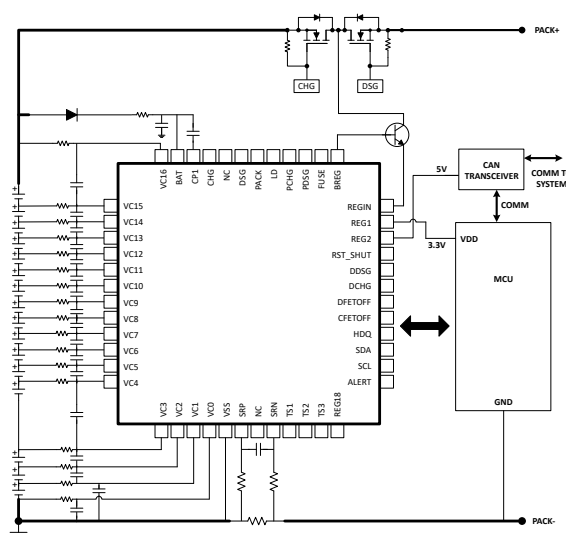 PACK+
CHG
DSG
VC16
BAT
CP1
CHG
NC
DSG
PACK
LD
PCHG
PDSG
FUSE
BREG
VC15
VC14
VC13
VC12
VC11
VC10
VC9
VC8
VC7
VC6
VC5
VC4
REGIN
REG1
REG2
RST_SHUT
DDSG
DCHG
DFETOFF
CFETOFF
HDQ
SDA
SCL
ALERT
VC3
VC2
VC1
VC0
VSS
SRP
NC
SRN
TS1
TS2
TS3
REG18
5V
3.3V
CAN
TRANSCEIVER
COMM T
SYSTEM
COMM
VDD
MCU
GND
PACK-